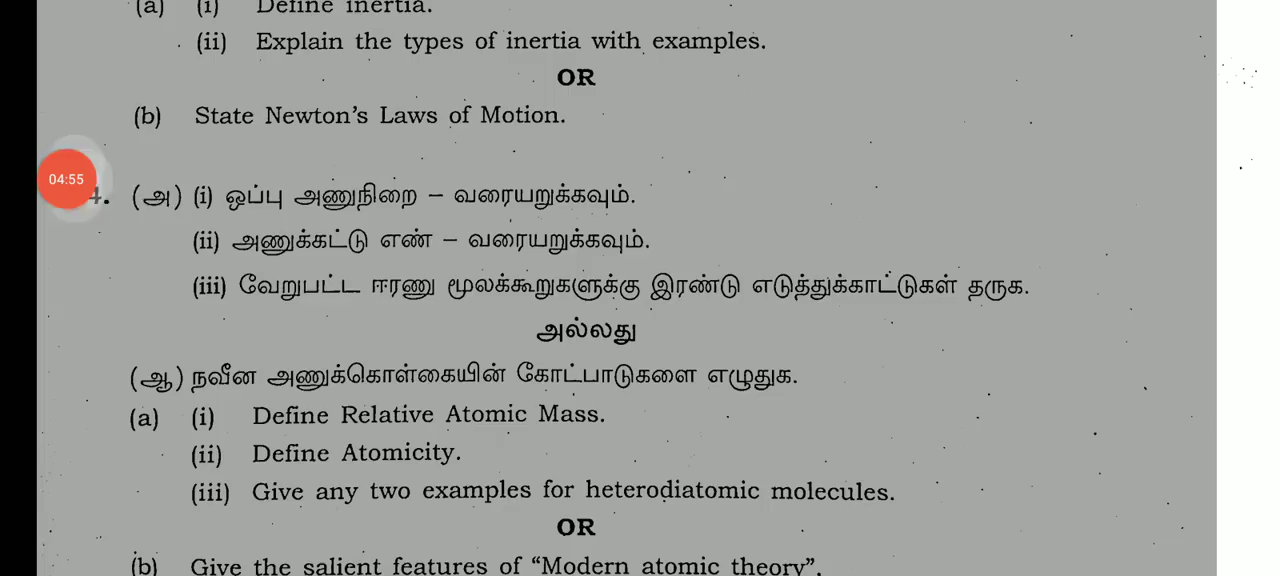 (a) (i) Define inertia.
(ii) Explain the types of inertia with examples.
OR
(b) State Newton's Laws of Motion.
04:55
4. (அ) (i) ஒப்பு அணுநிறை – வரையறுக்கவும்.
(ii) அணுக்கட்டு எண் – வரையறுக்கவும்.
(iii) வேறுபட்ட ஈரணு மூலக்கூறுகளுக்கு இரண்டு எடுத்துக்காட்டுகள் தருக.
அல்லது
(ஆ) நவீன அணுக்கொள்கையின் கோட்பாடுகளை எழுதுக.
(a) (i) Define Relative Atomic Mass.
(ii) Define Atomicity.
(iii) Give any two examples for heterodiatomic molecules.
OR
(b) Give the salient features of “Modern atomic theory”.